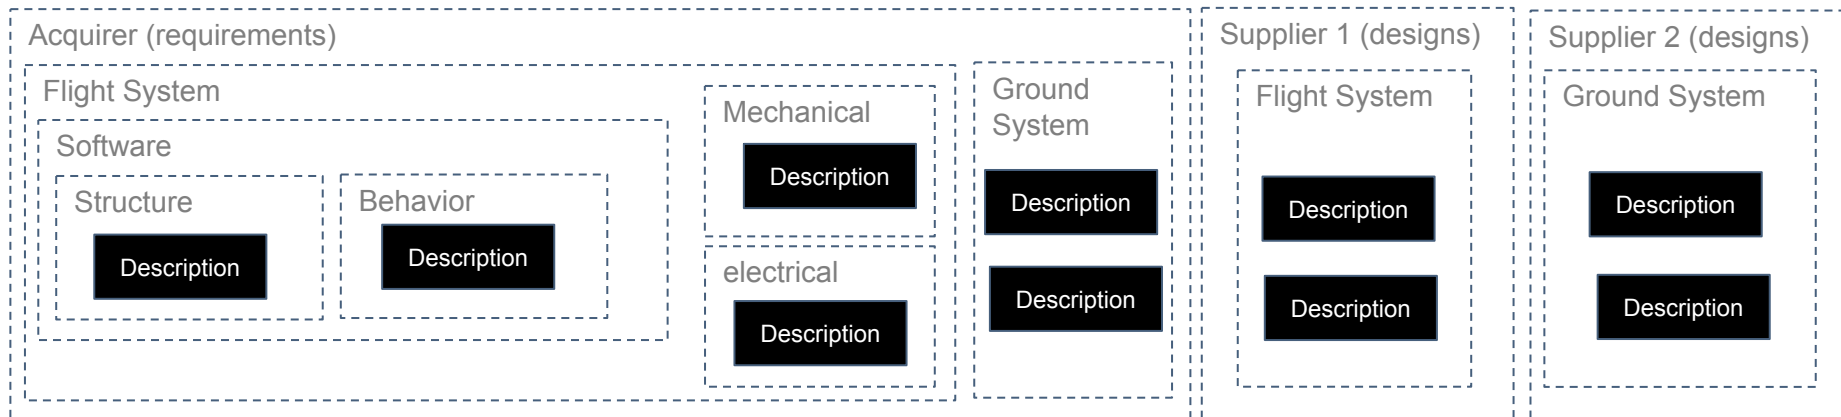 Acquirer (requirements)
Flight System
Software
Structure
Description
Behavior
Description
Mechanical
Description
electrical
Description
Ground
System
Description
Description
Supplier 1 (designs)
Flight System
Description
Description
Supplier 2 (designs)
Ground System
Description
Description